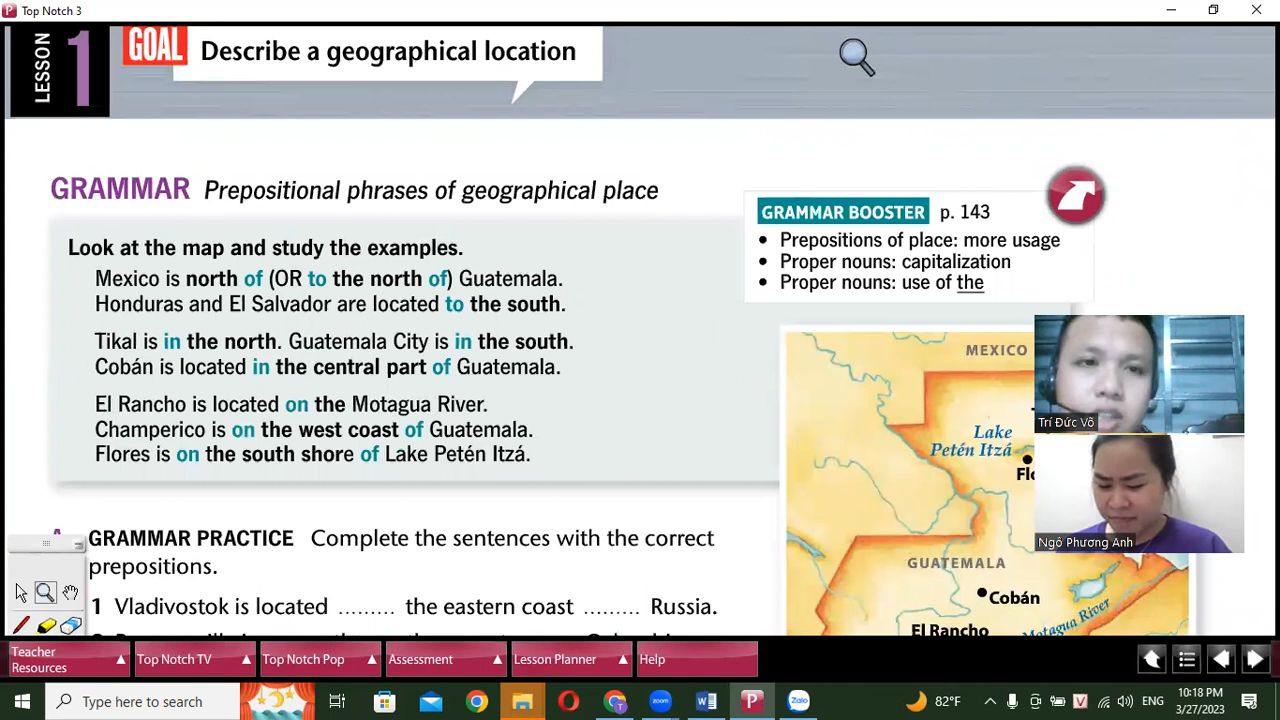 Top Notch 3
LESSON 1
GOAL Describe a geographical location
GRAMMAR Prepositional phrases of geographical place
GRAMMAR BOOSTER p. 143
• Prepositions of place: more usage
• Proper nouns: capitalization
• Proper nouns: use of the
Look at the map and study the examples.
Mexico is north of (OR to the north of) Guatemala.
Honduras and El Salvador are located to the south.
Tikal is in the north. Guatemala City is in the south.
Cobán is located in the central part of Guatemala.
El Rancho is located on the Motagua River.
Champerico is on the west coast of Guatemala.
Flores is on the south shore of Lake Petén Itzá.
MEXICO
Lake
Petén Itzá
Flo
GUATEMALA
Cobán
El Rancho
Motagua River
Trí Đức Võ
Ngô Phương Anh
GRAMMAR PRACTICE Complete the sentences with the correct
prepositions.
1 Vladivostok is located ......... the eastern coast ......... Russia.
Teacher
Resources
Top Notch TV
Top Notch Pop
Assessment
Lesson Planner
Help
Type here to search
82°F
ENG
10:18 PM
3/27/2023